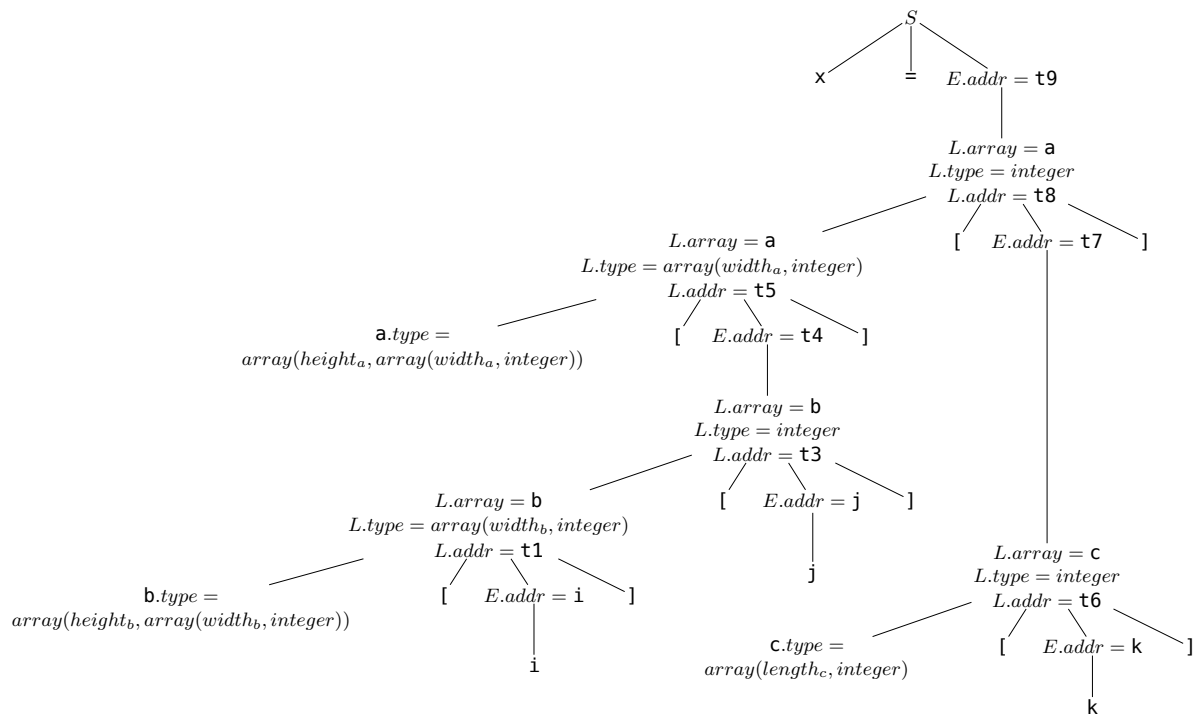 S
x = E.addr = t9
L.array = a
L.type = integer
L.addr = t8
[ E.addr = t7 ]
L.array = a
L.type = array(width_a, integer)
L.addr = t5
[ E.addr = t4 ]
a.type =
array(height_a, array(width_a, integer))
L.array = b
L.type = integer
L.addr = t3
[ E.addr = j ]
j
L.array = b
L.type = array(width_b, integer)
L.addr = t1
[ E.addr = i ]
i
b.type =
array(height_b, array(width_b, integer))
L.array = c
L.type = integer
L.addr = t6
[ E.addr = k ]
k
c.type =
array(length_c, integer)